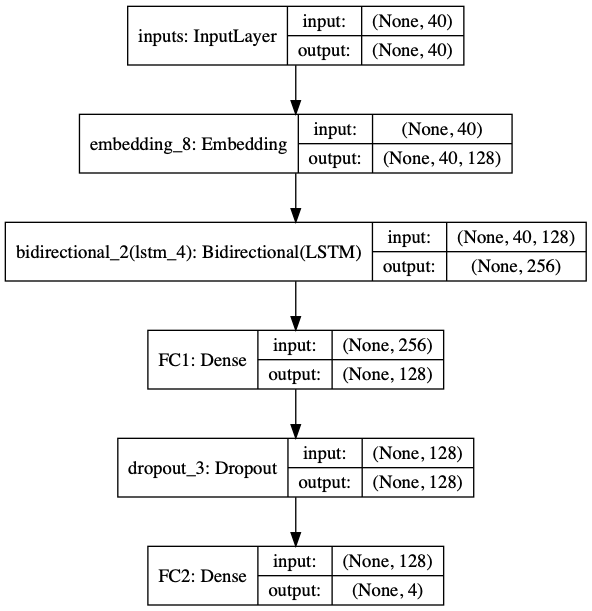 inputs: InputLayer
input: (None, 40)
output: (None, 40)
embedding_8: Embedding
input: (None, 40)
output: (None, 40, 128)
bidirectional_2(lstm_4): Bidirectional(LSTM)
input: (None, 40, 128)
output: (None, 256)
FC1: Dense
input: (None, 256)
output: (None, 128)
dropout_3: Dropout
input: (None, 128)
output: (None, 128)
FC2: Dense
input: (None, 128)
output: (None, 4)